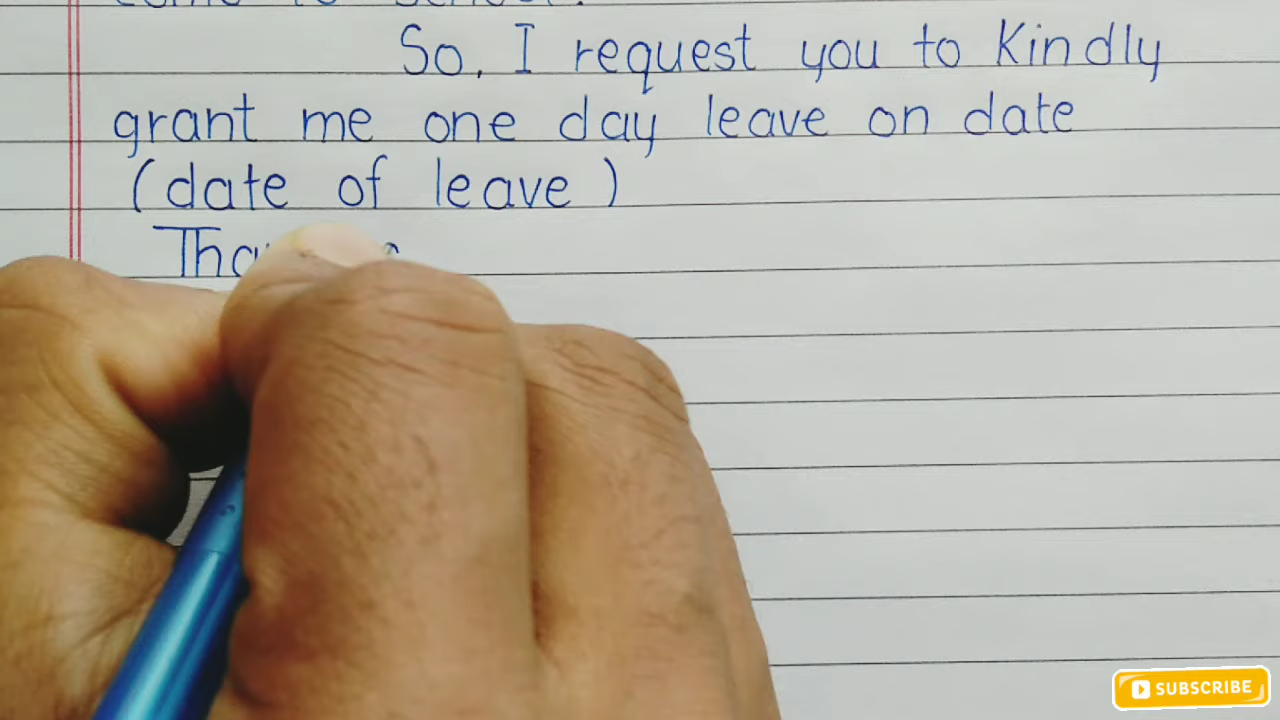 So, I request you to Kindly
grant me one day leave on date
(date of leave)
SUBSCRIBE